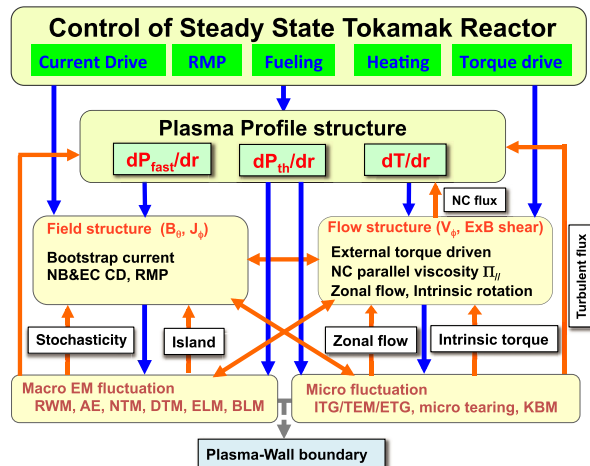 Control of Steady State Tokamak Reactor
Current Drive RMP Fueling Heating Torque drive
Plasma Profile structure
dPfast/dr dPth/dr dT/dr
NC flux
Field structure (Bθ, Jϕ)
Bootstrap current
NB&EC CD, RMP
Flow structure (Vϕ, ExB shear)
External torque driven
NC parallel viscosity Π//
Zonal flow, Intrinsic rotation
Turbulent flux
Stochasticity Island Zonal flow Intrinsic torque
Macro EM fluctuation
RWM, AE, NTM, DTM, ELM, BLM
Micro fluctuation
ITG/TEM/ETG, micro tearing, KBM
Plasma-Wall boundary